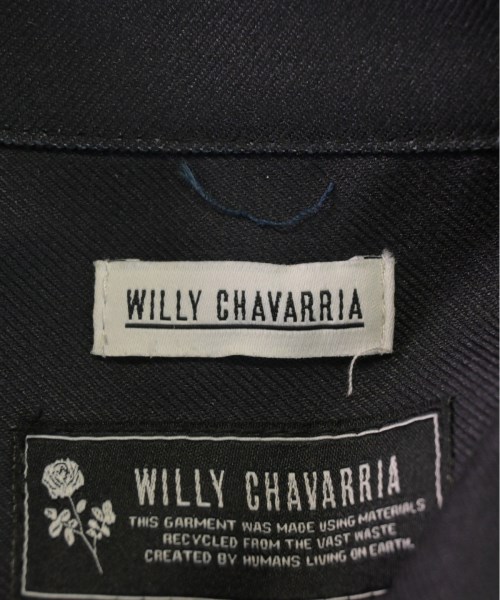 WILLY CHAVARRIA
WILLY CHAVARRIA
THIS GARMENT WAS MADE USING MATERIALS
RECYCLED FROM THE VAST WASTE
CREATED BY HUMANS LIVING ON EARTH.